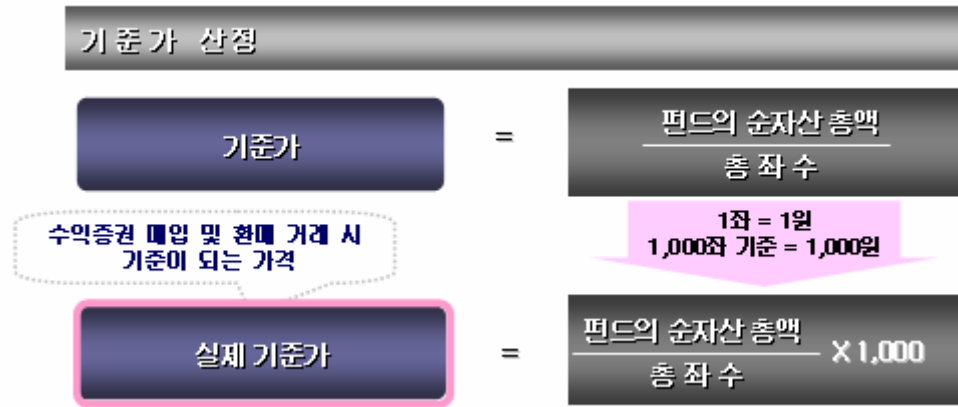 기준가 산정
기준가
=
펀드의 순자산 총액
총 좌 수
수익증권 매입 및 환매 거래 시
기준이 되는 가격
1좌 = 1원
1,000좌 기준 = 1,000원
실제 기준가
=
펀드의 순자산 총액
총 좌 수
X 1,000